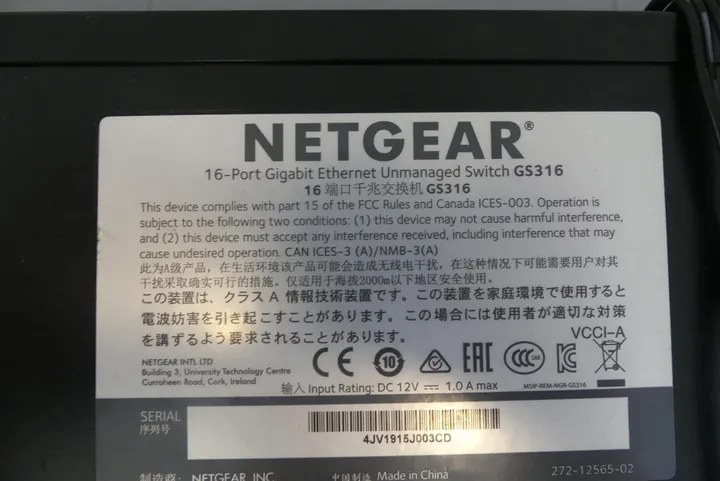 NETGEAR®
16-Port Gigabit Ethernet Unmanaged Switch GS316
16 端口千兆交换机 GS316
This device complies with part 15 of the FCC Rules and Canada ICES-003. Operation is
subject to the following two conditions: (1) this device may not cause harmful interference,
and (2) this device must accept any interference received, including interference that may
cause undesired operation. CAN ICES-3 (A)/NMB-3(A)
此为A级产品，在生活环境该产品可能会造成无线电干扰，在这种情况下可能需要用户对其
干扰采取确实可行的措施。仅适用于海拔2000m以下地区安全使用。
この装置は、クラス A 情報技術装置です。この装置を家庭環境で使用すると
電波妨害を引き起こすことがあります。この場合には使用者が適切な対策
を講ずるよう要求されることがあります。
VCCI-A
NETGEAR INTL LTD
Building 3, University Technology Centre
Curraheen Road, Cork, Ireland
CE 10 EAC CCC S&E KC
输入 Input Rating: DC 12V ⎓ 1.0 A max
MSIP-REM-NGR-GS316
SERIAL
序列号
4JV1915J003CD
制造商: NETGEAR, INC. 中国制造 Made in China
272-12565-02